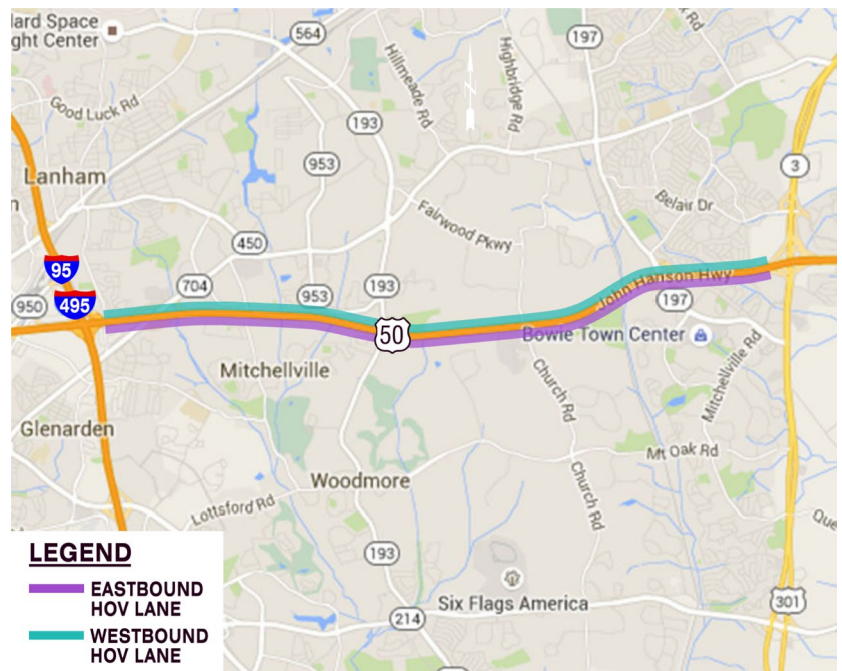 lard Space
ght Center
564
197
Hillmeade Rd
Highbridge Rd
Good Luck Rd
193
N
953
3
Lanham
Belair Dr
Fairwood Pkwy
450
95
704
953
193
John Hanson Hwy
950
495
197
50
Bowie Town Center
Mitchellville
Church Rd
Mitchellville Rd
Glenarden
Mt Oak Rd
Woodmore
Church Rd
Lottsford Rd
Que
193
Six Flags America
301
214
LEGEND
EASTBOUND
HOV LANE
WESTBOUND
HOV LANE